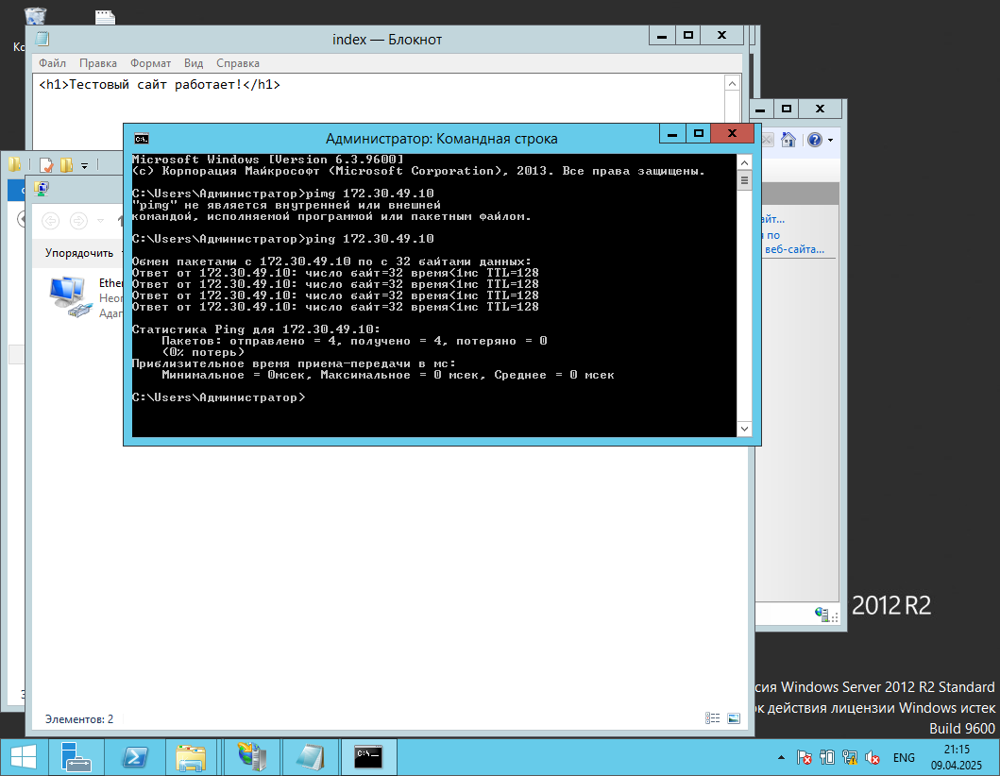 index — Блокнот
Файл Правка Формат Вид Справка
<h1>Тестовый сайт работает!</h1>
Администратор: Командная строка
Microsoft Windows [Version 6.3.9600]
(c) Корпорация Майкрософт (Microsoft Corporation), 2013. Все права защищены.
C:\Users\Администратор>pimg 172.30.49.10
"pimg" не является внутренней или внешней
командой, исполняемой программой или пакетным файлом.
C:\Users\Администратор>ping 172.30.49.10
Обмен пакетами с 172.30.49.10 по с 32 байтами данных:
Ответ от 172.30.49.10: число байт=32 время<1мс TTL=128
Ответ от 172.30.49.10: число байт=32 время<1мс TTL=128
Ответ от 172.30.49.10: число байт=32 время<1мс TTL=128
Ответ от 172.30.49.10: число байт=32 время<1мс TTL=128
Статистика Ping для 172.30.49.10:
Пакетов: отправлено = 4, получено = 4, потеряно = 0
(0% потерь)
Приблизительное время приема-передачи в мс:
Минимальное = 0мсек, Максимальное = 0 мсек, Среднее = 0 мсек
C:\Users\Администратор>
айт...
по
веб-сайта...
Упорядочить
Ether
Неоп
Адап
Элементов: 2
2012 R2
сия Windows Server 2012 R2 Standard
ок действия лицензии Windows истек
Build 9600
ENG
21:15
09.04.2025